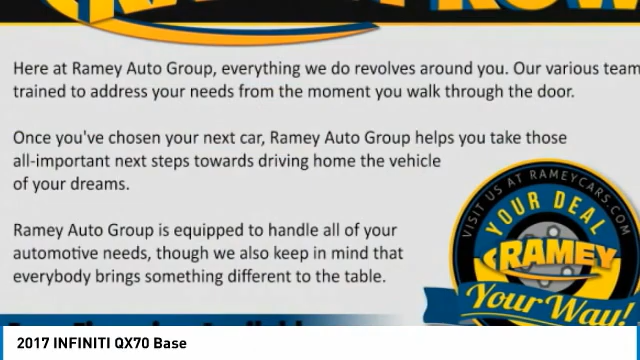 Here at Ramey Auto Group, everything we do revolves around you. Our various team
trained to address your needs from the moment you walk through the door.
Once you've chosen your next car, Ramey Auto Group helps you take those
all-important next steps towards driving home the vehicle
of your dreams.
Ramey Auto Group is equipped to handle all of your
automotive needs, though we also keep in mind that
everybody brings something different to the table.
VISIT US AT RAMEYCARS.COM
YOUR DEAL
RAMEY
Your Way!
2017 INFINITI QX70 Base